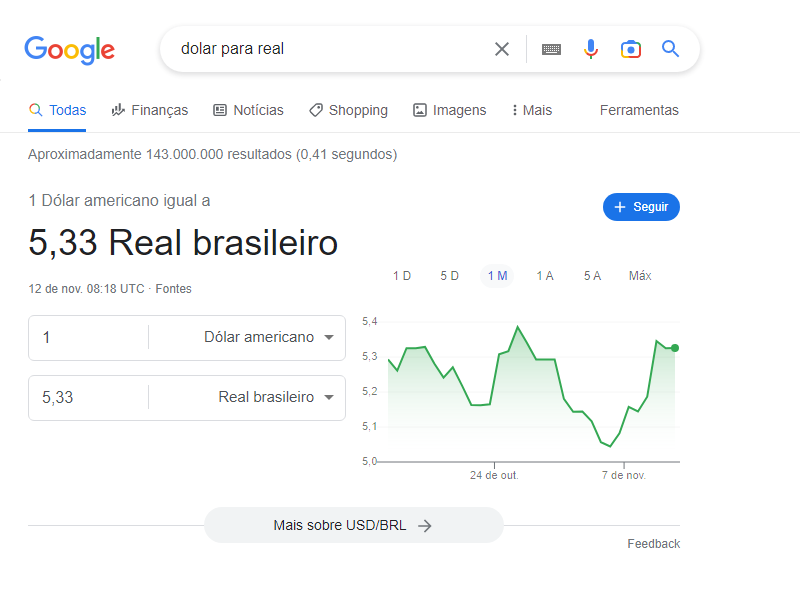 Google
dolar para real
Todas Finanças Notícias Shopping Imagens Mais Ferramentas
Aproximadamente 143.000.000 resultados (0,41 segundos)
1 Dólar americano igual a
Seguir
5,33 Real brasileiro
12 de nov. 08:18 UTC · Fontes
1 D 5 D 1 M 1 A 5 A Máx
1 Dólar americano
5,33 Real brasileiro
5,4
5,3
5,2
5,1
5,0
24 de out. 7 de nov.
Mais sobre USD/BRL
Feedback